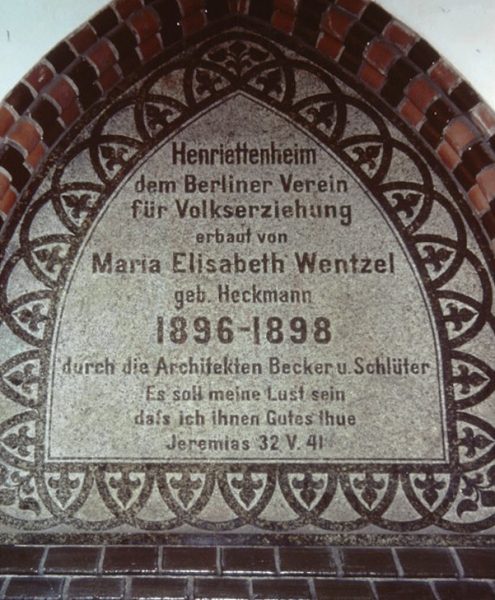 Henriettenheim
dem Berliner Verein
für Volkserziehung
erbaut von
Maria Elisabeth Wentzel
geb. Heckmann
1896-1898
durch die Architekten Becker u. Schlüter
Es soll meine Lust sein
dafs ich ihnen Gutes thue
Jeremias 32 V. 41